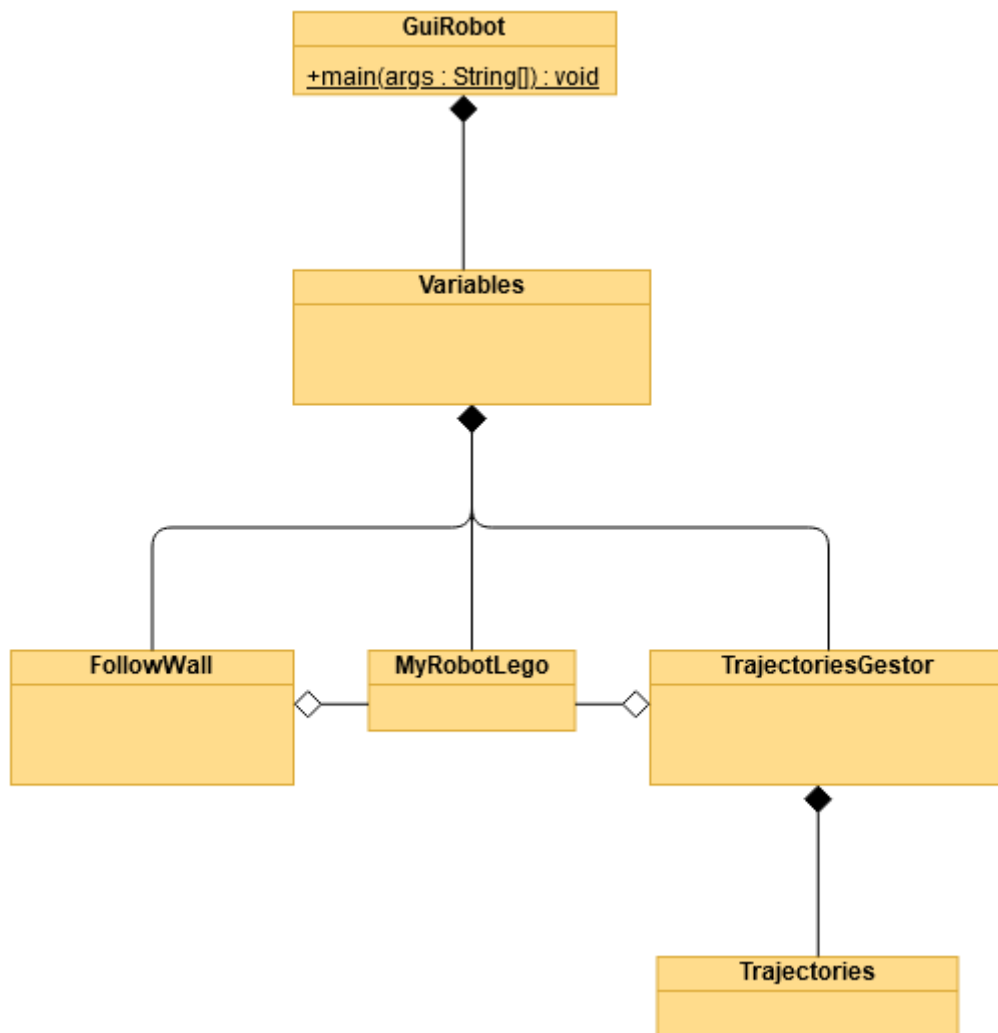 GuiRobot
+main(args : String[]) : void
Variables
FollowWall
MyRobotLego
TrajectoriesGestor
Trajectories